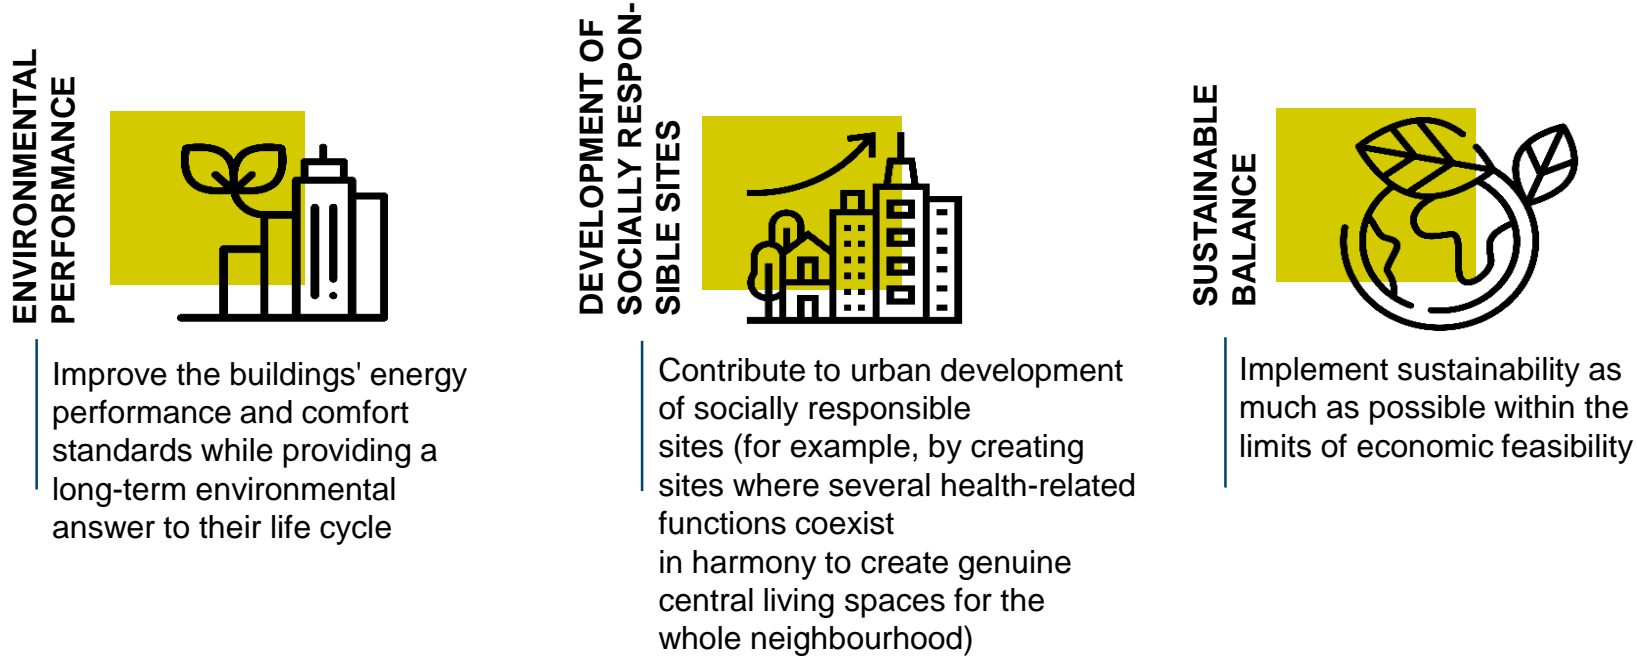 ENVIRONMENTAL
PERFORMANCE
Improve the buildings' energy
performance and comfort
standards while providing a
long-term environmental
answer to their life cycle
DEVELOPMENT OF
SOCIALLY RESPON-
SIBLE SITES
Contribute to urban development
of socially responsible
sites (for example, by creating
sites where several health-related
functions coexist
in harmony to create genuine
central living spaces for the
whole neighbourhood)
SUSTAINABLE
BALANCE
Implement sustainability as
much as possible within the
limits of economic feasibility